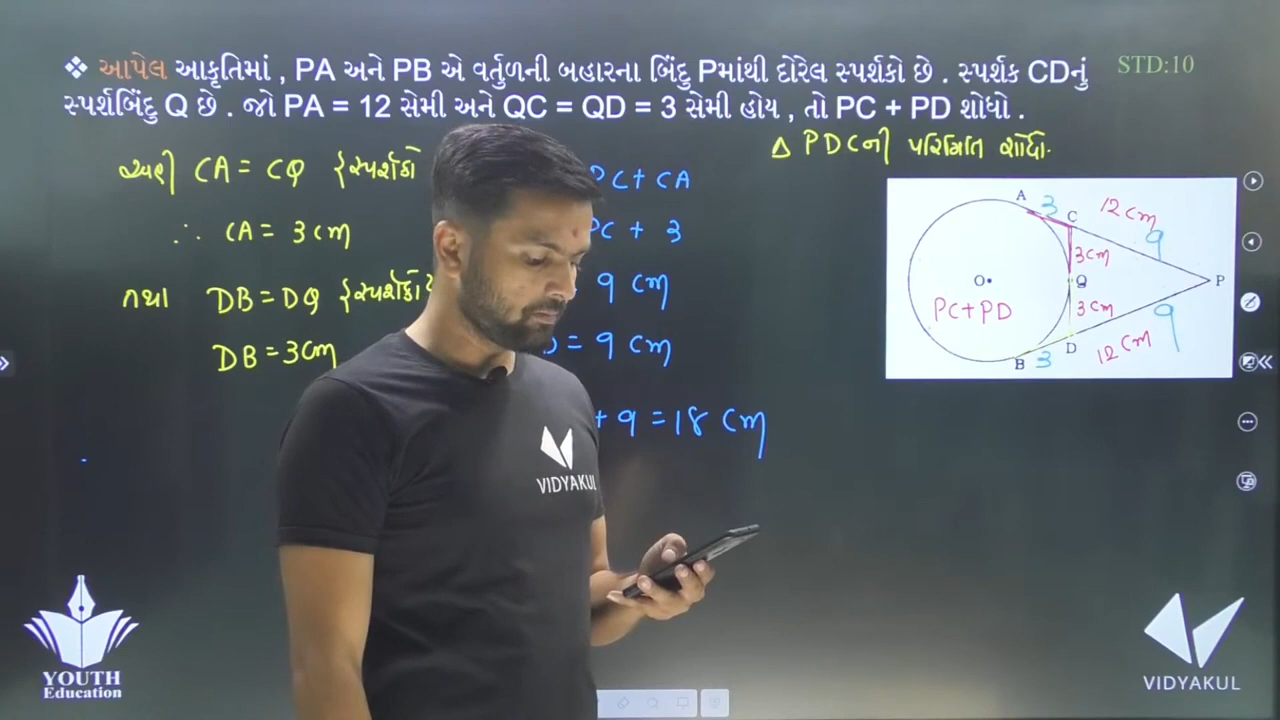 ❖ આપેલ આકૃતિમાં , PA અને PB એ વર્તુળની બહારના બિંદુ Pમાંથી દોરેલ સ્પર્શકો છે . સ્પર્શક CDનું
સ્પર્શબિંદુ Q છે . જો PA = 12 સેમી અને QC = QD = 3 સેમી હોય , તો PC + PD શોધો .
STD:10
△ PDCની પરિમિતિ શોધો.
અહીં CA = CQ {સ્પર્શકો
∴ CA = 3 cm
તથા DB = DQ {સ્પર્શકો
DB = 3cm
PC + CA
PC + 3
9 cm
= 9 cm
+ 9 = 18 cm
A
3
C
12 cm
9
3cm
O
Q
P
PC+PD
3cm
9
D
12 cm
B
3
VIDYAKUL
YOUTH
Education
VIDYAKUL